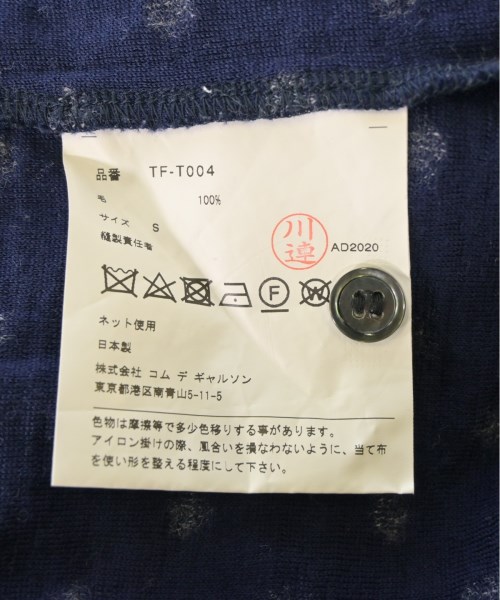 品番 TF-T004
毛 100%
サイズ S
縫製責任者
川
連
AD2020
F
W
ネット使用
日本製
株式会社 コム デ ギャルソン
東京都港区南青山5-11-5
色物は摩擦等で多少色移りする事があります。
アイロン掛けの際、風合いを損なわないように、当て布
を使い形を整える程度にして下さい。